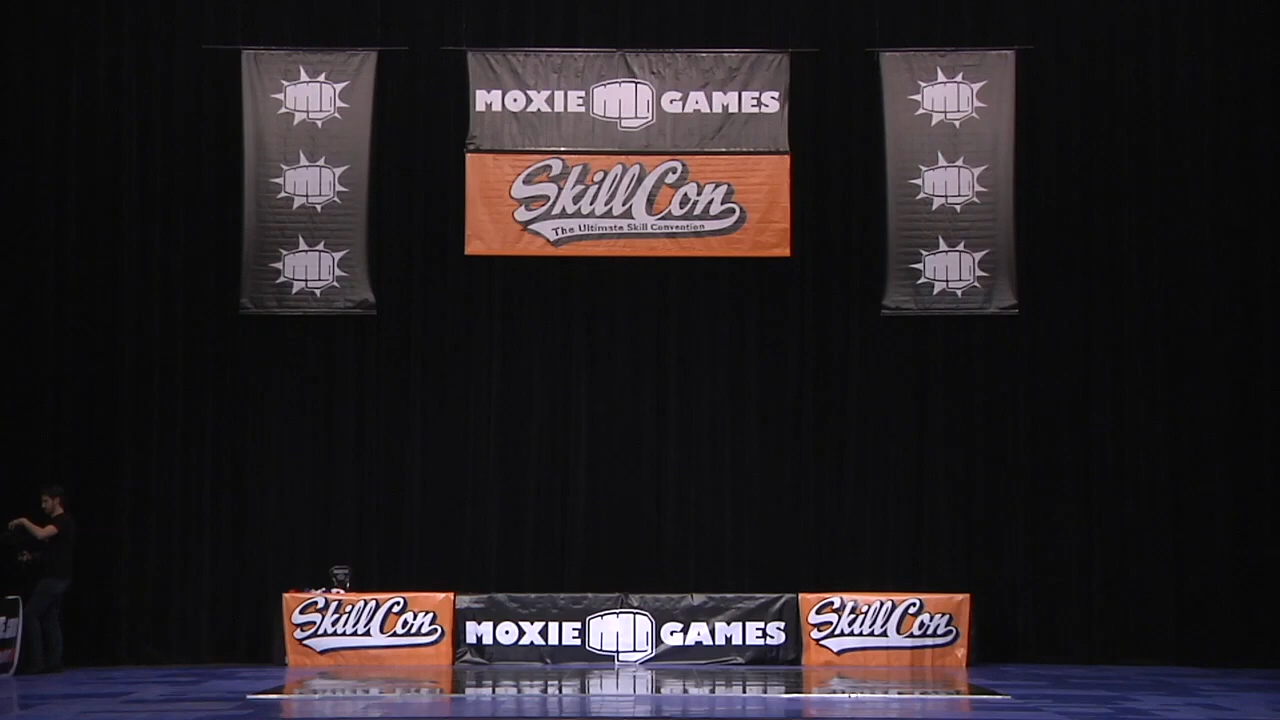 MOXIE GAMES
SkillCon
The Ultimate Skill Convention
SkillCon
MOXIE GAMES
SkillCon